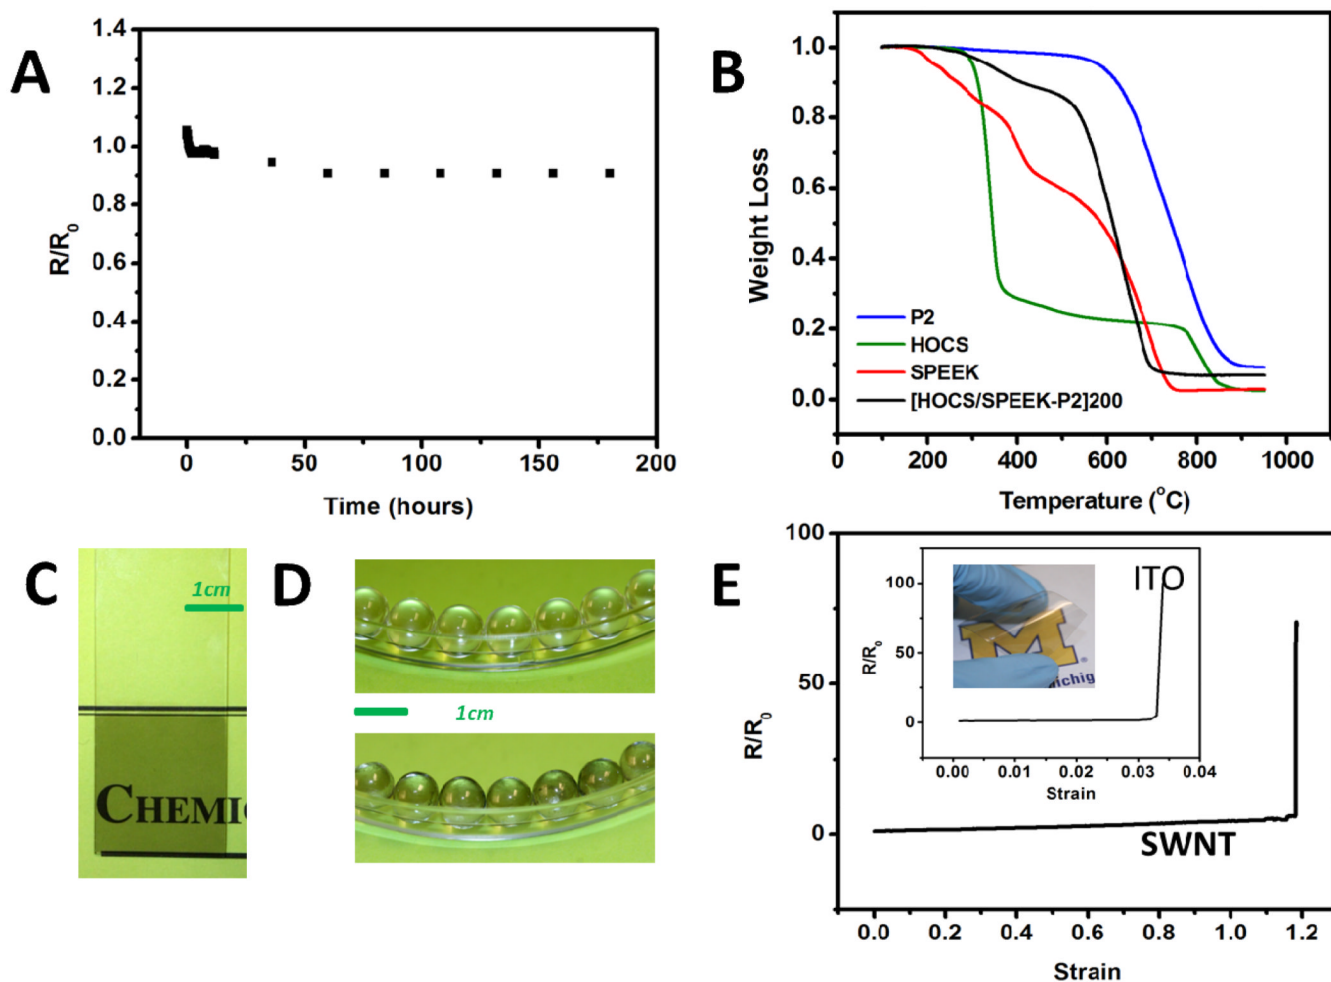 A
1.4
1.2
1.0
0.8
0.6
0.4
0.2
0.0
R/R0
0
50
100
150
200
Time (hours)
B
1.0
0.8
0.6
0.4
0.2
0.0
Weight Loss
P2
HOCS
SPEEK
[HOCS/SPEEK-P2]200
0
200
400
600
800
1000
Temperature (°C)
C
1cm
CHEMI
D
1cm
E
100
50
0
R/R0
ITO
100
50
0
R/R0
M
®
ichig
0.00
0.01
0.02
0.03
0.04
Strain
SWNT
0.0
0.2
0.4
0.6
0.8
1.0
1.2
Strain